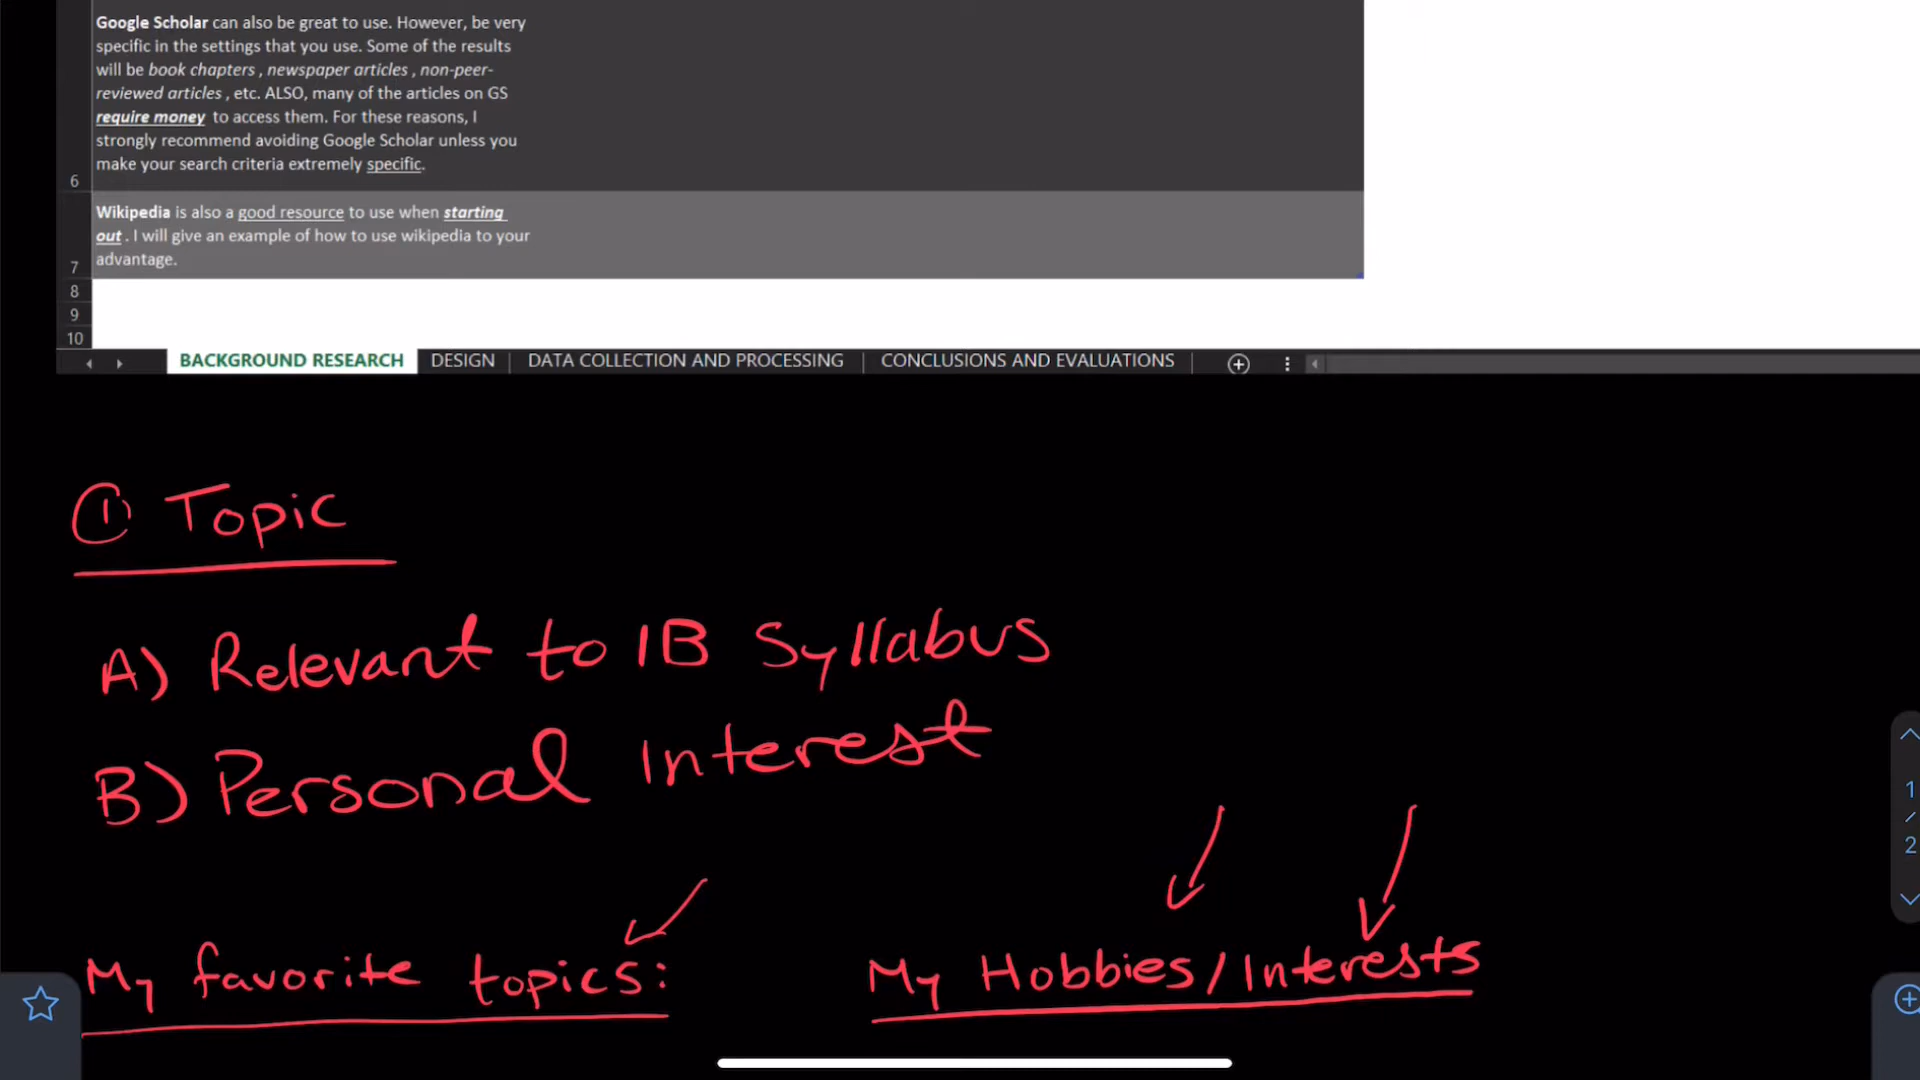 Google Scholar can also be great to use. However, be very
specific in the settings that you use. Some of the results
will be book chapters , newspaper articles , non-peer-
reviewed articles , etc. ALSO, many of the articles on GS
require money to access them. For these reasons, I
strongly recommend avoiding Google Scholar unless you
make your search criteria extremely specific.
6
Wikipedia is also a good resource to use when starting
out . I will give an example of how to use wikipedia to your
advantage.
7
8
9
10
BACKGROUND RESEARCH DESIGN DATA COLLECTION AND PROCESSING CONCLUSIONS AND EVALUATIONS
① Topic
A) Relevant to IB Syllabus
B) Personal Interest
1
/
2
My favorite topics:
My Hobbies/Interests